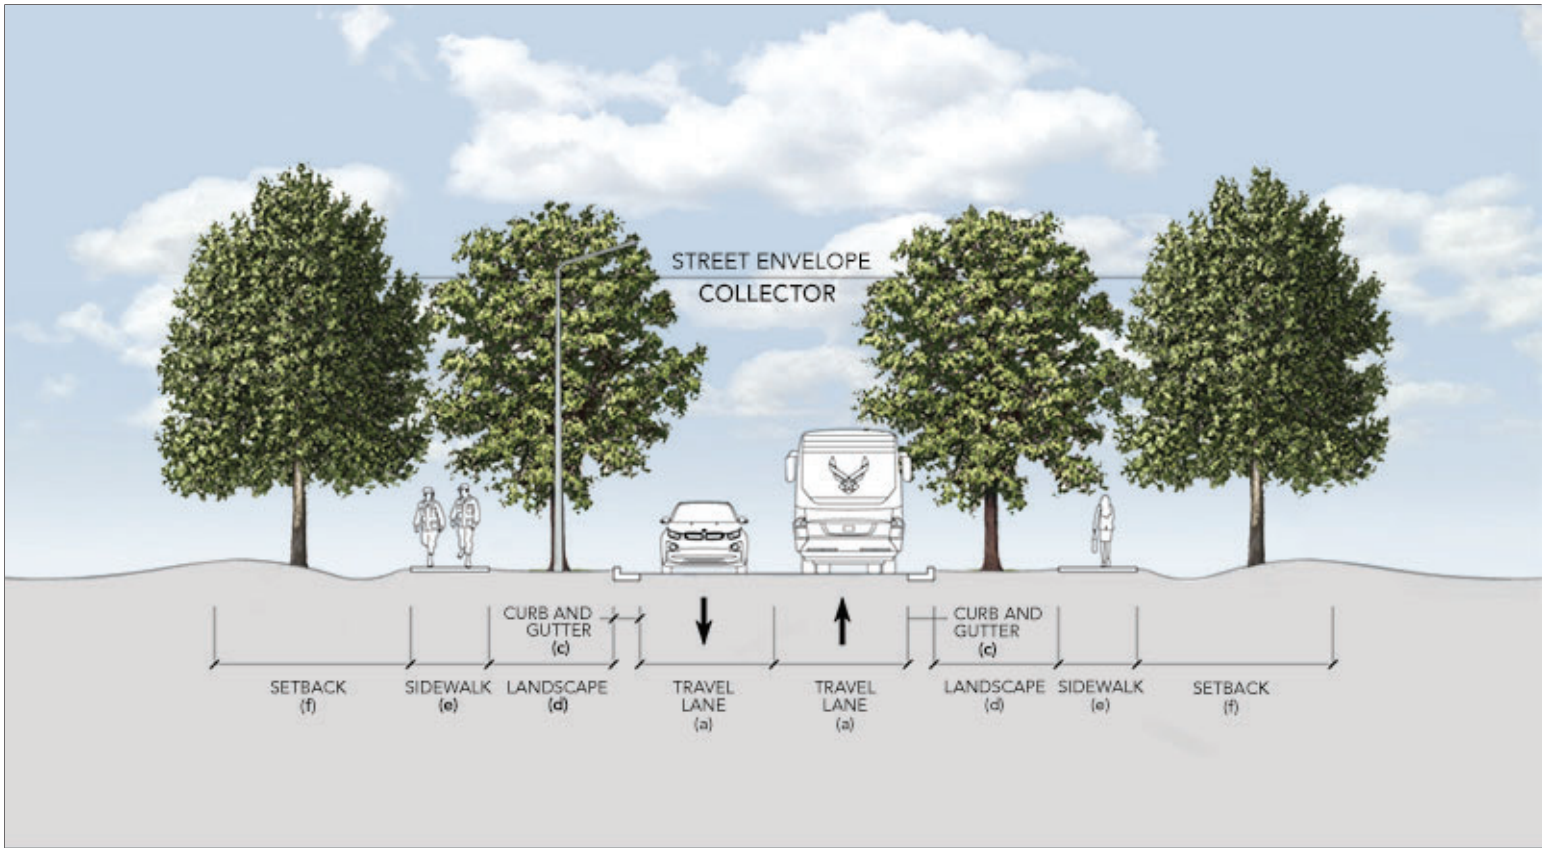 STREET ENVELOPE
COLLECTOR
CURB AND
GUTTER
(c)
CURB AND
GUTTER
(c)
SETBACK
(f)
SIDEWALK
(e)
LANDSCAPE
(d)
TRAVEL
LANE
(a)
TRAVEL
LANE
(a)
LANDSCAPE
(d)
SIDEWALK
(e)
SETBACK
(f)